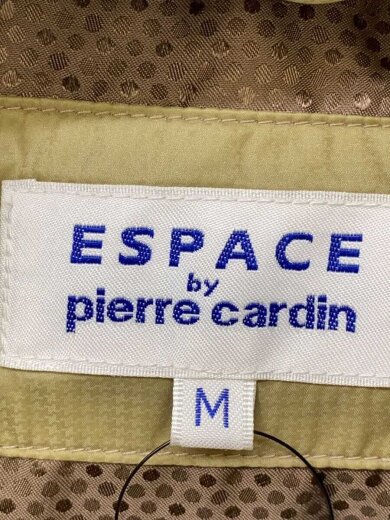 ESPACE
by
pierre cardin
M